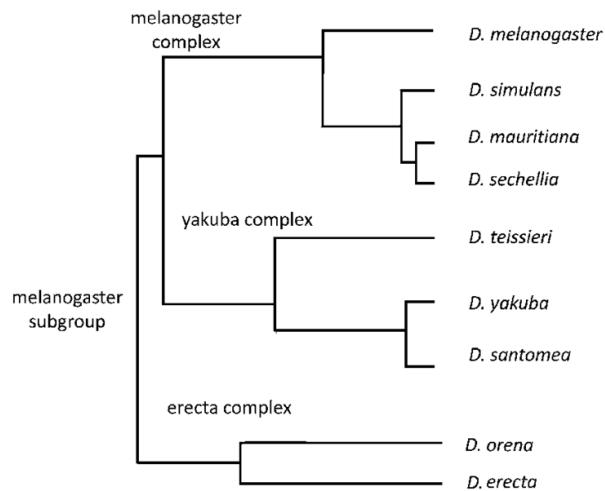 melanogaster
complex
D. melanogaster
D. simulans
D. mauritiana
D. sechellia
yakuba complex
D. teissieri
melanogaster
subgroup
D. yakuba
D. santomea
erecta complex
D. orena
D. erecta